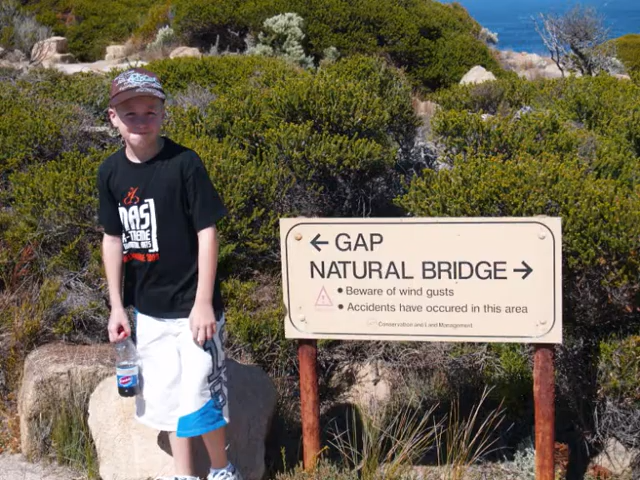 ← GAP
NATURAL BRIDGE →
• Beware of wind gusts
• Accidents have occured in this area
Conservation and Land Management